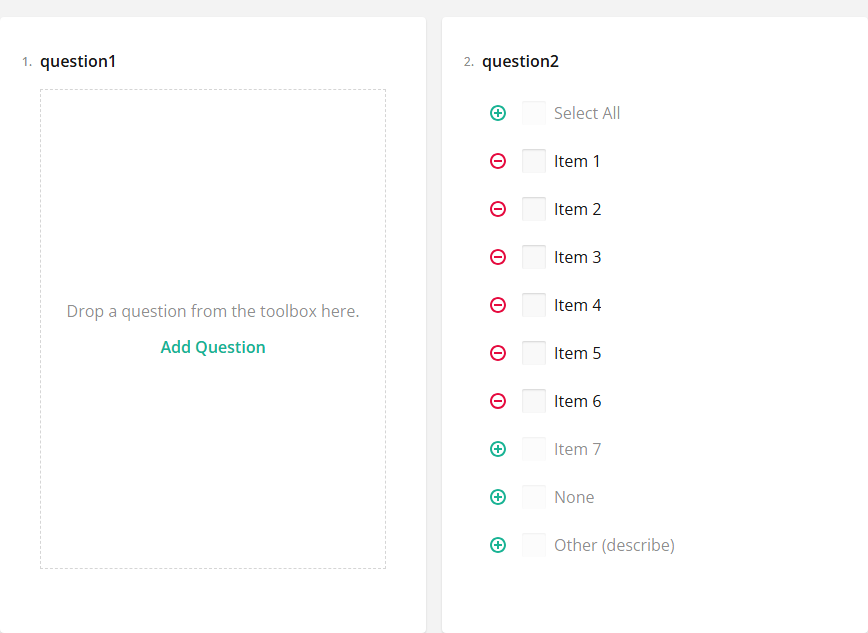 1. question1
Drop a question from the toolbox here.
Add Question
2. question2
Select All
Item 1
Item 2
Item 3
Item 4
Item 5
Item 6
Item 7
None
Other (describe)